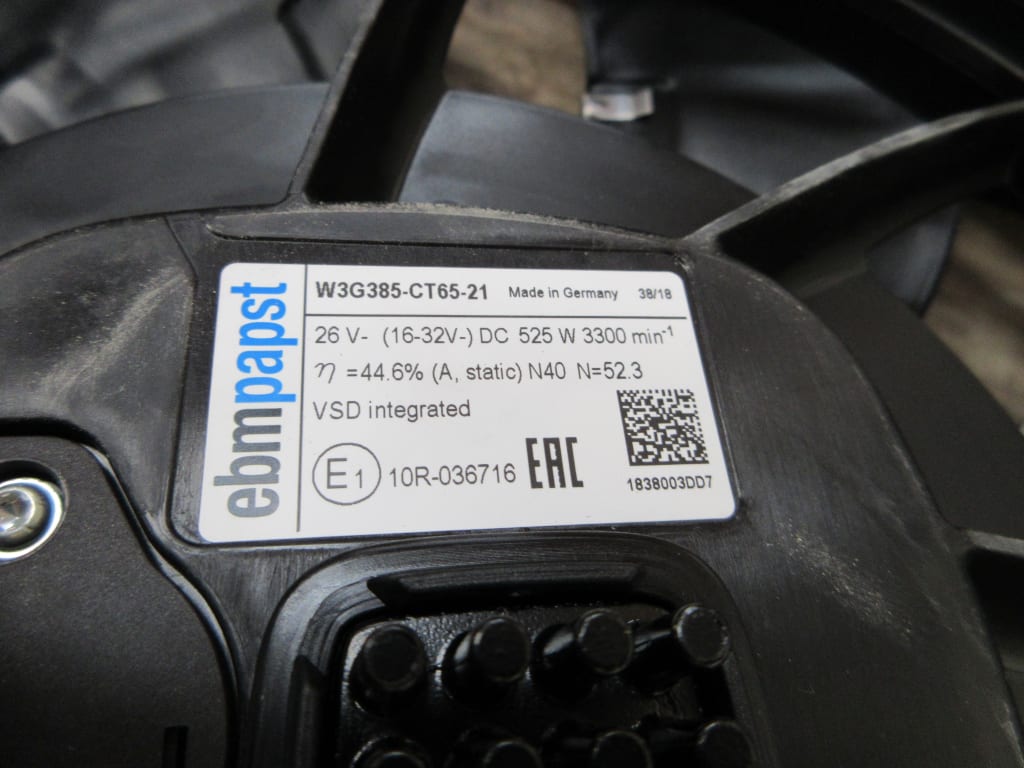 ebmpapst
W3G385-CT65-21 Made in Germany 38/18
26 V- (16-32V-) DC 525 W 3300 min⁻¹
η =44.6% (A, static) N40 N=52.3
VSD integrated
E1 10R-036716 EAC
1838003DD7